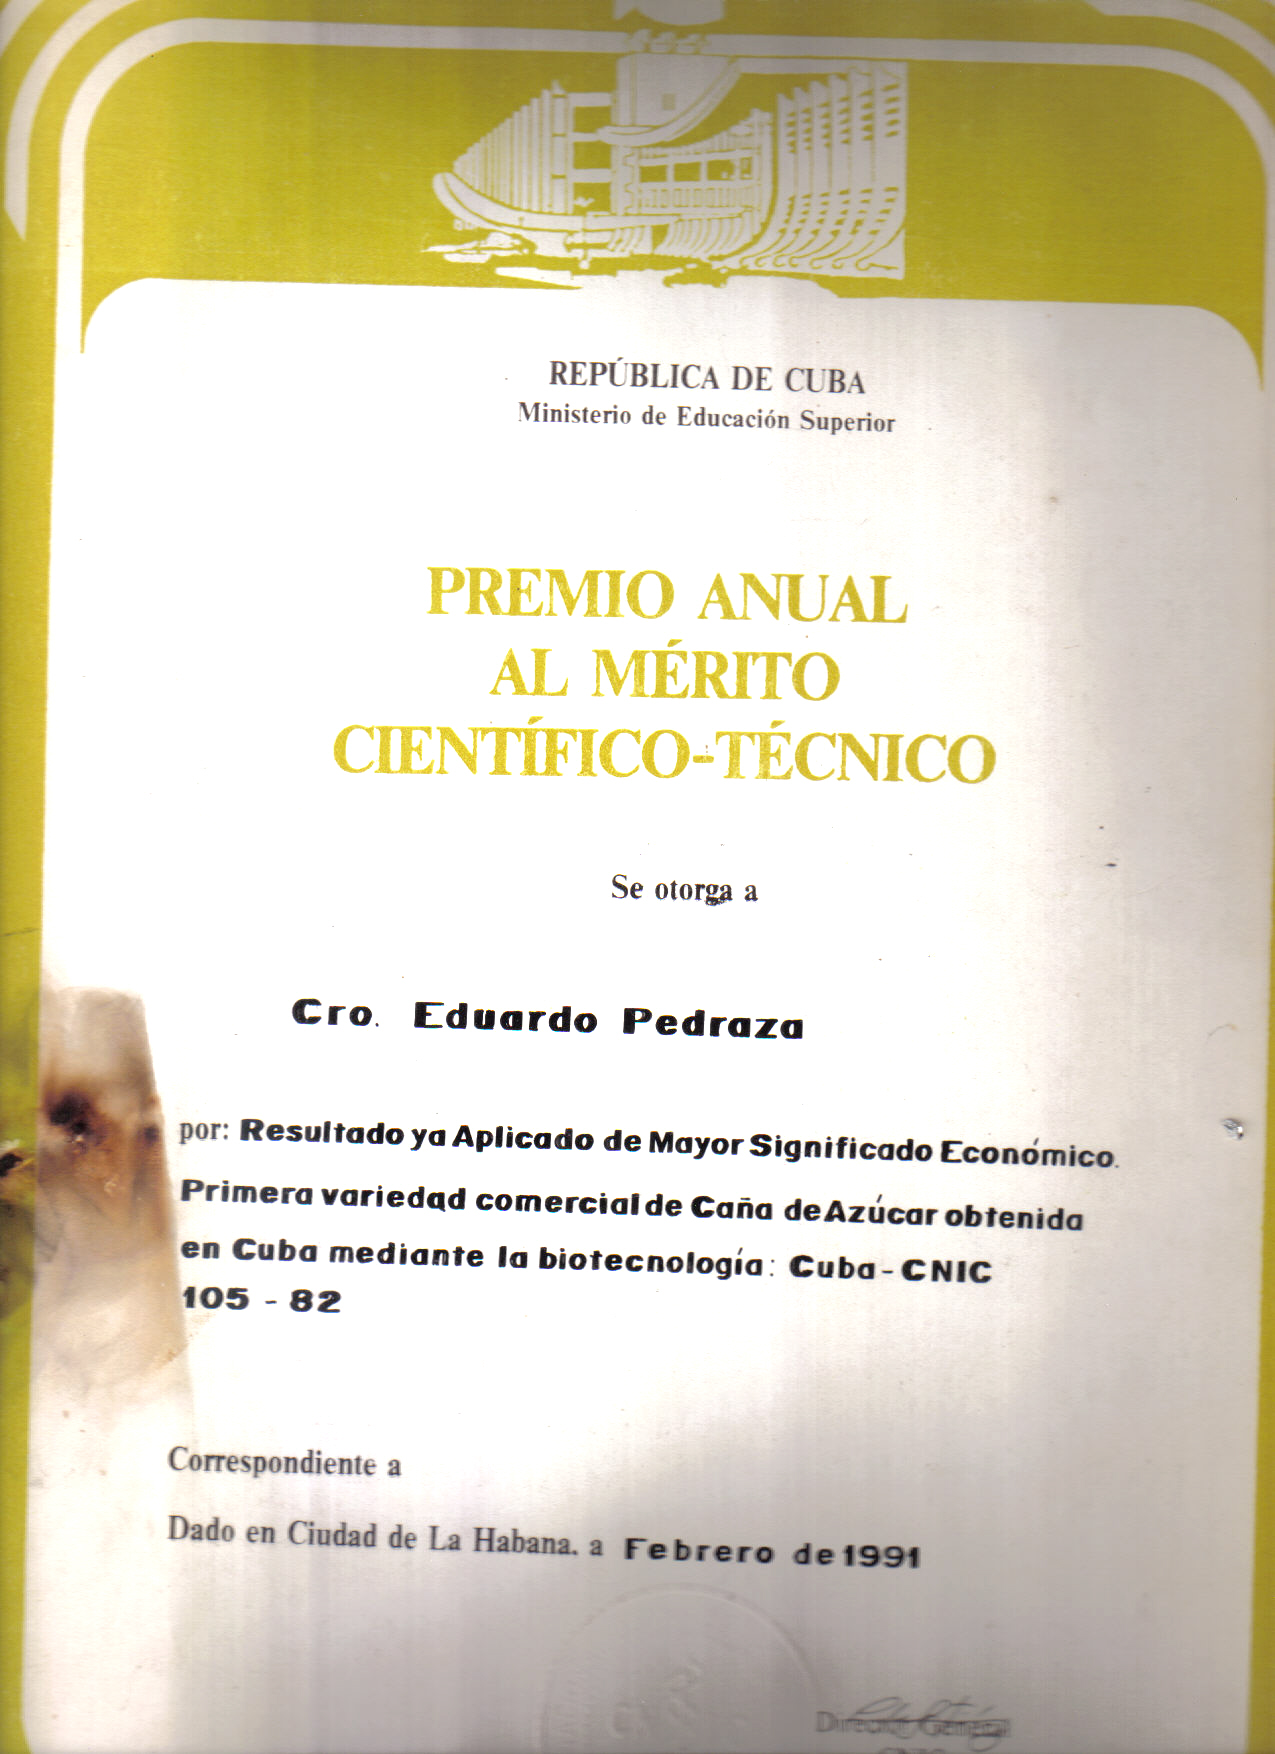 REPÚBLICA DE CUBA
Ministerio de Educación Superior
PREMIO ANUAL
AL MÉRITO
CIENTÍFICO-TÉCNICO
Se otorga a
Cro. Eduardo Pedraza
por: Resultado ya Aplicado de Mayor Significado Económico.
Primera variedad comercial de Caña de Azúcar obtenida
en Cuba mediante la biotecnología: Cuba-CNIC
105 - 82
Correspondiente a
Dado en Ciudad de La Habana. a Febrero de 1991
Director General